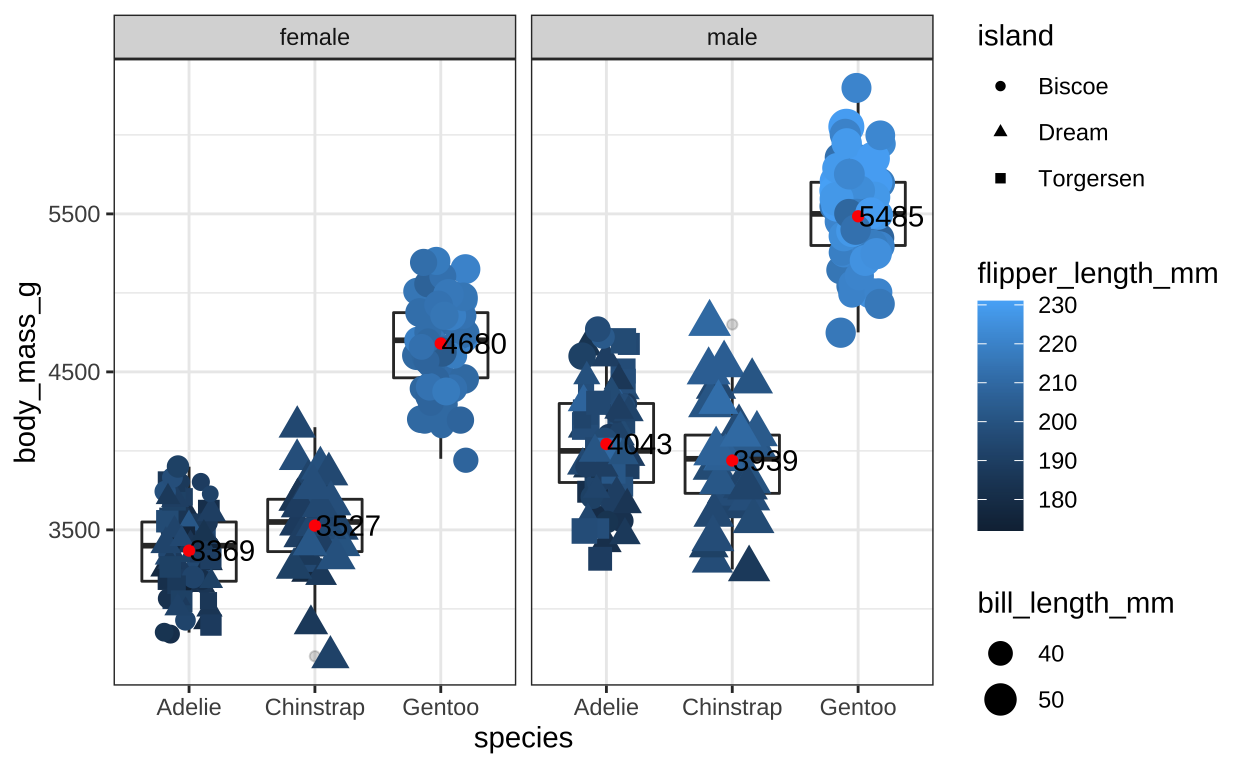 female
male
body_mass_g
5500
4500
3500
3369
3527
4680
4043
3939
5485
Adelie
Chinstrap
Gentoo
Adelie
Chinstrap
Gentoo
species
island
Biscoe
Dream
Torgersen
flipper_length_mm
230
220
210
200
190
180
bill_length_mm
40
50